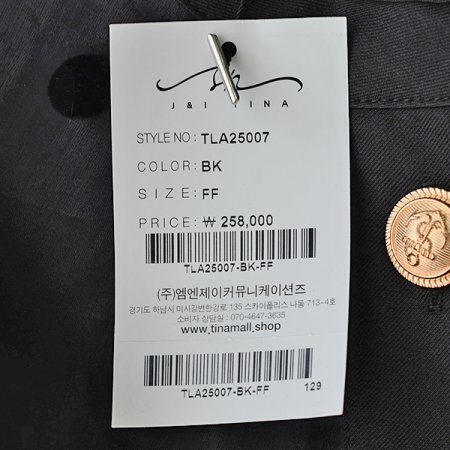 J & I TINA
STYLE NO : TLA25007
COLOR : BK
SIZE : FF
PRICE : ₩ 258,000
TLA25007-BK-FF
(주)엠엔제이커뮤니케이션즈
경기도 하남시 미사강변한강로 135 스카이폴리스 나동 713-4호
소비자 상담실 : 070-4647-3635
www.tinamall.shop
TLA25007-BK-FF 129